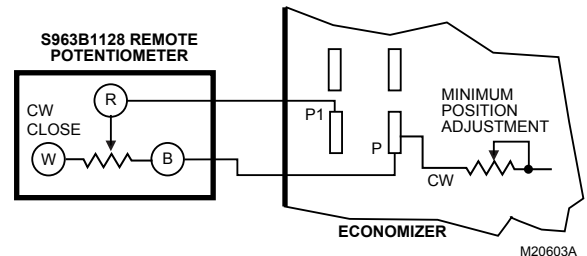 S963B1128 REMOTE
POTENTIOMETER
R
CW
CLOSE
W
B
P1
P
MINIMUM
POSITION
ADJUSTMENT
CW
ECONOMIZER
M20603A